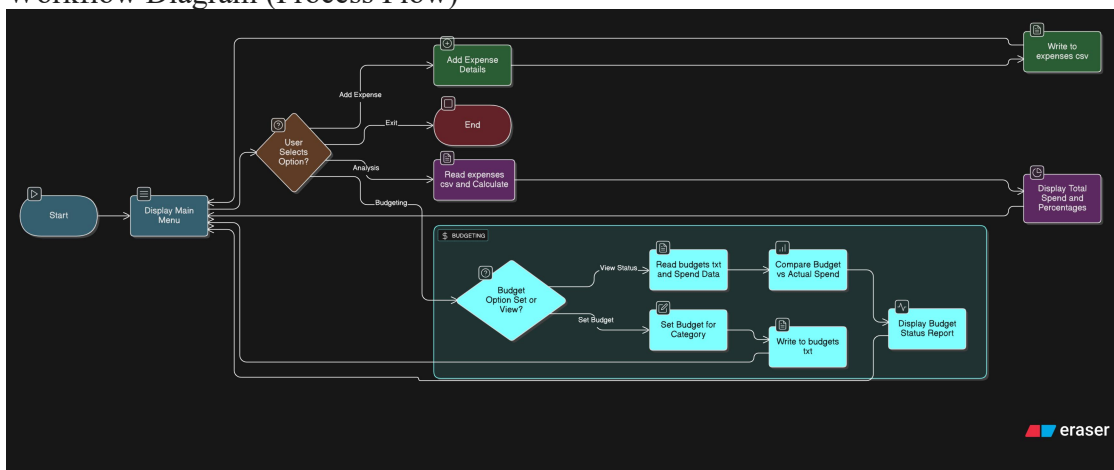 Workflow Diagram (Process Flow)
Write to
expenses csv
Add Expense
Details
Add Expense
End
Exit
User
Selects
Option?
Analysis
Read expenses
csv and Calculate
Display Total
Spend and
Percentages
Start
Display Main
Menu
Budgeting
$ BUDGETING
View Status
Read budgets txt
and Spend Data
Compare Budget
vs Actual Spend
Budget
Option Set or
View?
Set Budget
Set Budget for
Category
Write to budgets
txt
Display Budget
Status Report
eraser